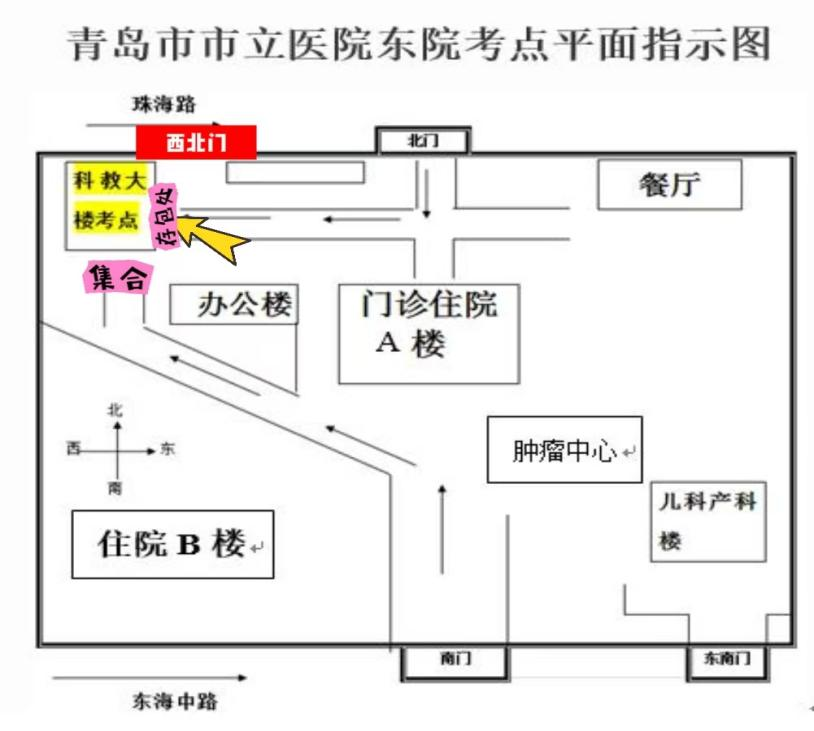 青岛市市立医院东院考点平面指示图
珠海路
西北门
北门
科教大
楼考点
存包处
餐厅
集合
办公楼
门诊住院
A 楼
北
西
东
南
肿瘤中心
儿科产科
楼
住院 B 楼
南门
东南门
东海中路